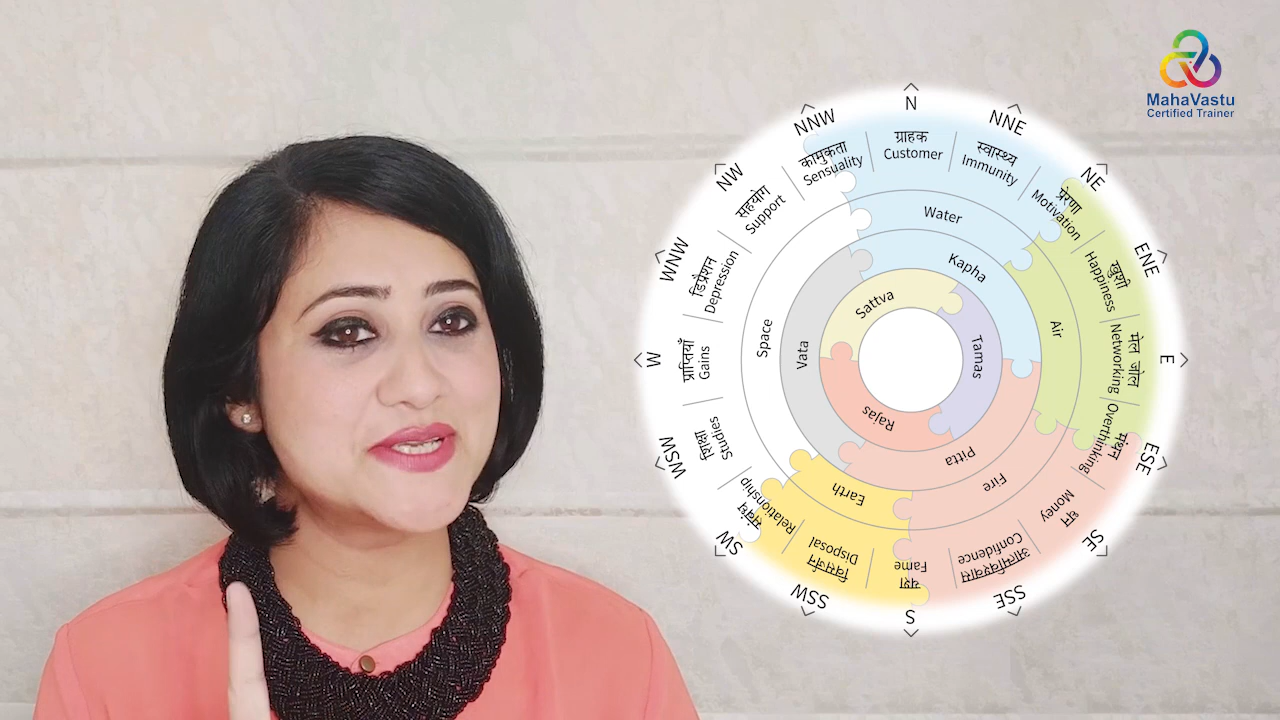 MahaVastu
Certified Trainer
N
ग्राहक
Customer
NNE
स्वास्थ्य
Immunity
NE
प्रेरणा
Motivation
ENE
खुशी
Happiness
E
मेल जोल
Networking
ESE
मंथन
Overthinking
SE
धन
Money
SSE
आत्मविश्वास
Confidence
S
यश
Fame
SSW
विसर्जन
Disposal
SW
संबंध
Relationship
WSW
शिक्षा
Studies
W
प्राप्तियाँ
Gains
WNW
डिप्रेशन
Depression
NW
सहयोग
Support
NNW
कामुकता
Sensuality
Water
Air
Fire
Earth
Space
Kapha
Pitta
Vata
Sattva
Tamas
Rajas